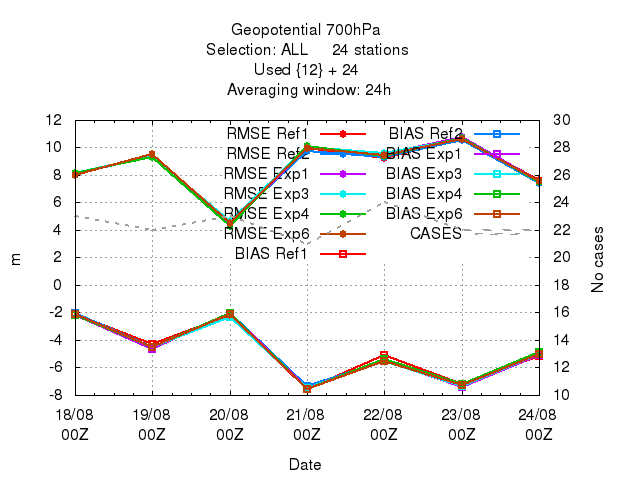 Geopotential 700hPa
Selection: ALL 24 stations
Used {12} + 24
Averaging window: 24h
12 30
RMSE Ref1 BIAS Ref2
10 28
RMSE Ref2 BIAS Exp1
8 RMSE Exp1 BIAS Exp3 26
6 RMSE Exp3 BIAS Exp4 24
RMSE Exp4 BIAS Exp6
4 RMSE Exp6 CASES 22
2 BIAS Ref1 20
m No cases
0 18
-2 16
-4 14
-6 12
-8 10
18/08 19/08 20/08 21/08 22/08 23/08 24/08
00Z 00Z 00Z 00Z 00Z 00Z 00Z
Date